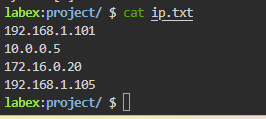 labex:project/ $ cat ip.txt
192.168.1.101
10.0.0.5
172.16.0.20
192.168.1.105
labex:project/ $